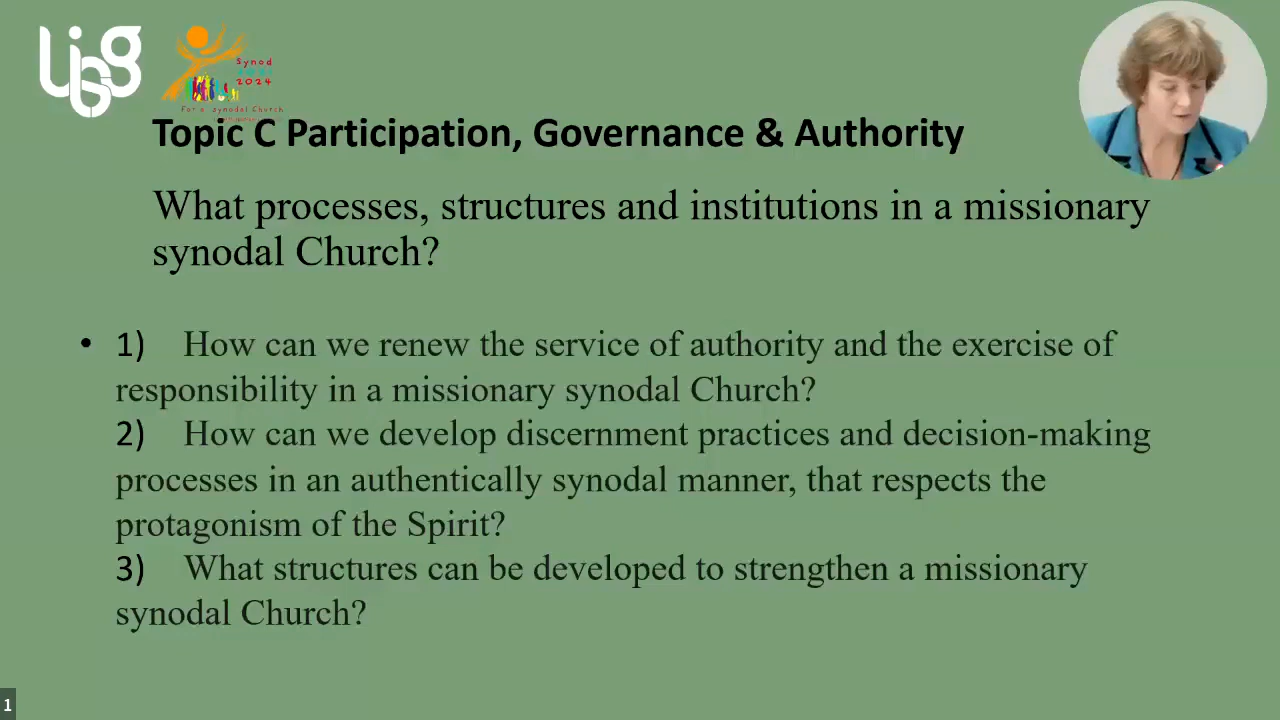 uisg
Synod
2024
For a synodal Church
Topic C Participation, Governance & Authority
What processes, structures and institutions in a missionary
synodal Church?
• 1) How can we renew the service of authority and the exercise of
responsibility in a missionary synodal Church?
2) How can we develop discernment practices and decision-making
processes in an authentically synodal manner, that respects the
protagonism of the Spirit?
3) What structures can be developed to strengthen a missionary
synodal Church?
1